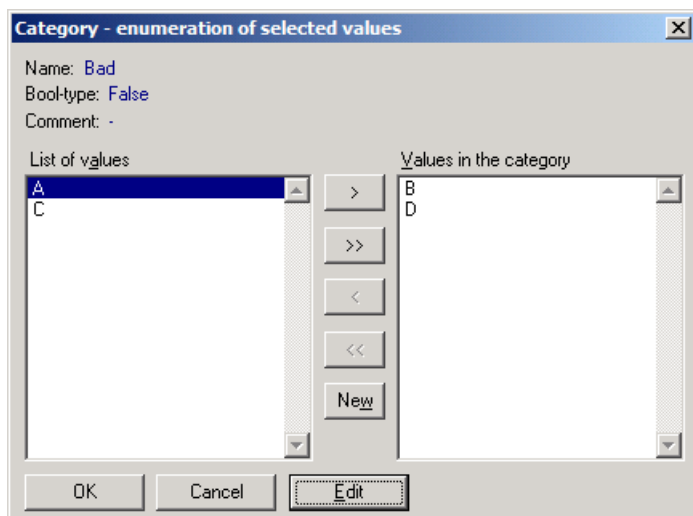 Category - enumeration of selected values
Name: Bad
Bool-type: False
Comment: -
List of values
Values in the category
A
C
>
>>
<
<<
New
B
D
OK
Cancel
Edit